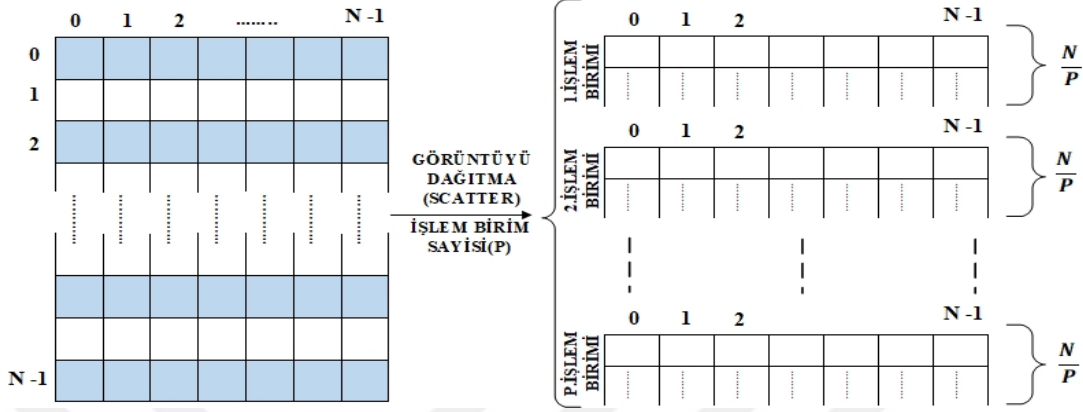 0 1 2 ........ N -1
0
1
2
N -1
GÖRÜNTÜYÜ
DAĞITMA
(SCATTER)
İŞLEM BİRİM
SAYİSİ(P)
0 1 2 N -1
1.İŞLEM
BİRİMİ
N
P
0 1 2 N -1
2.İŞLEM
BİRİMİ
N
P
0 1 2 N -1
P.İŞLEM
BİRİMİ
N
P